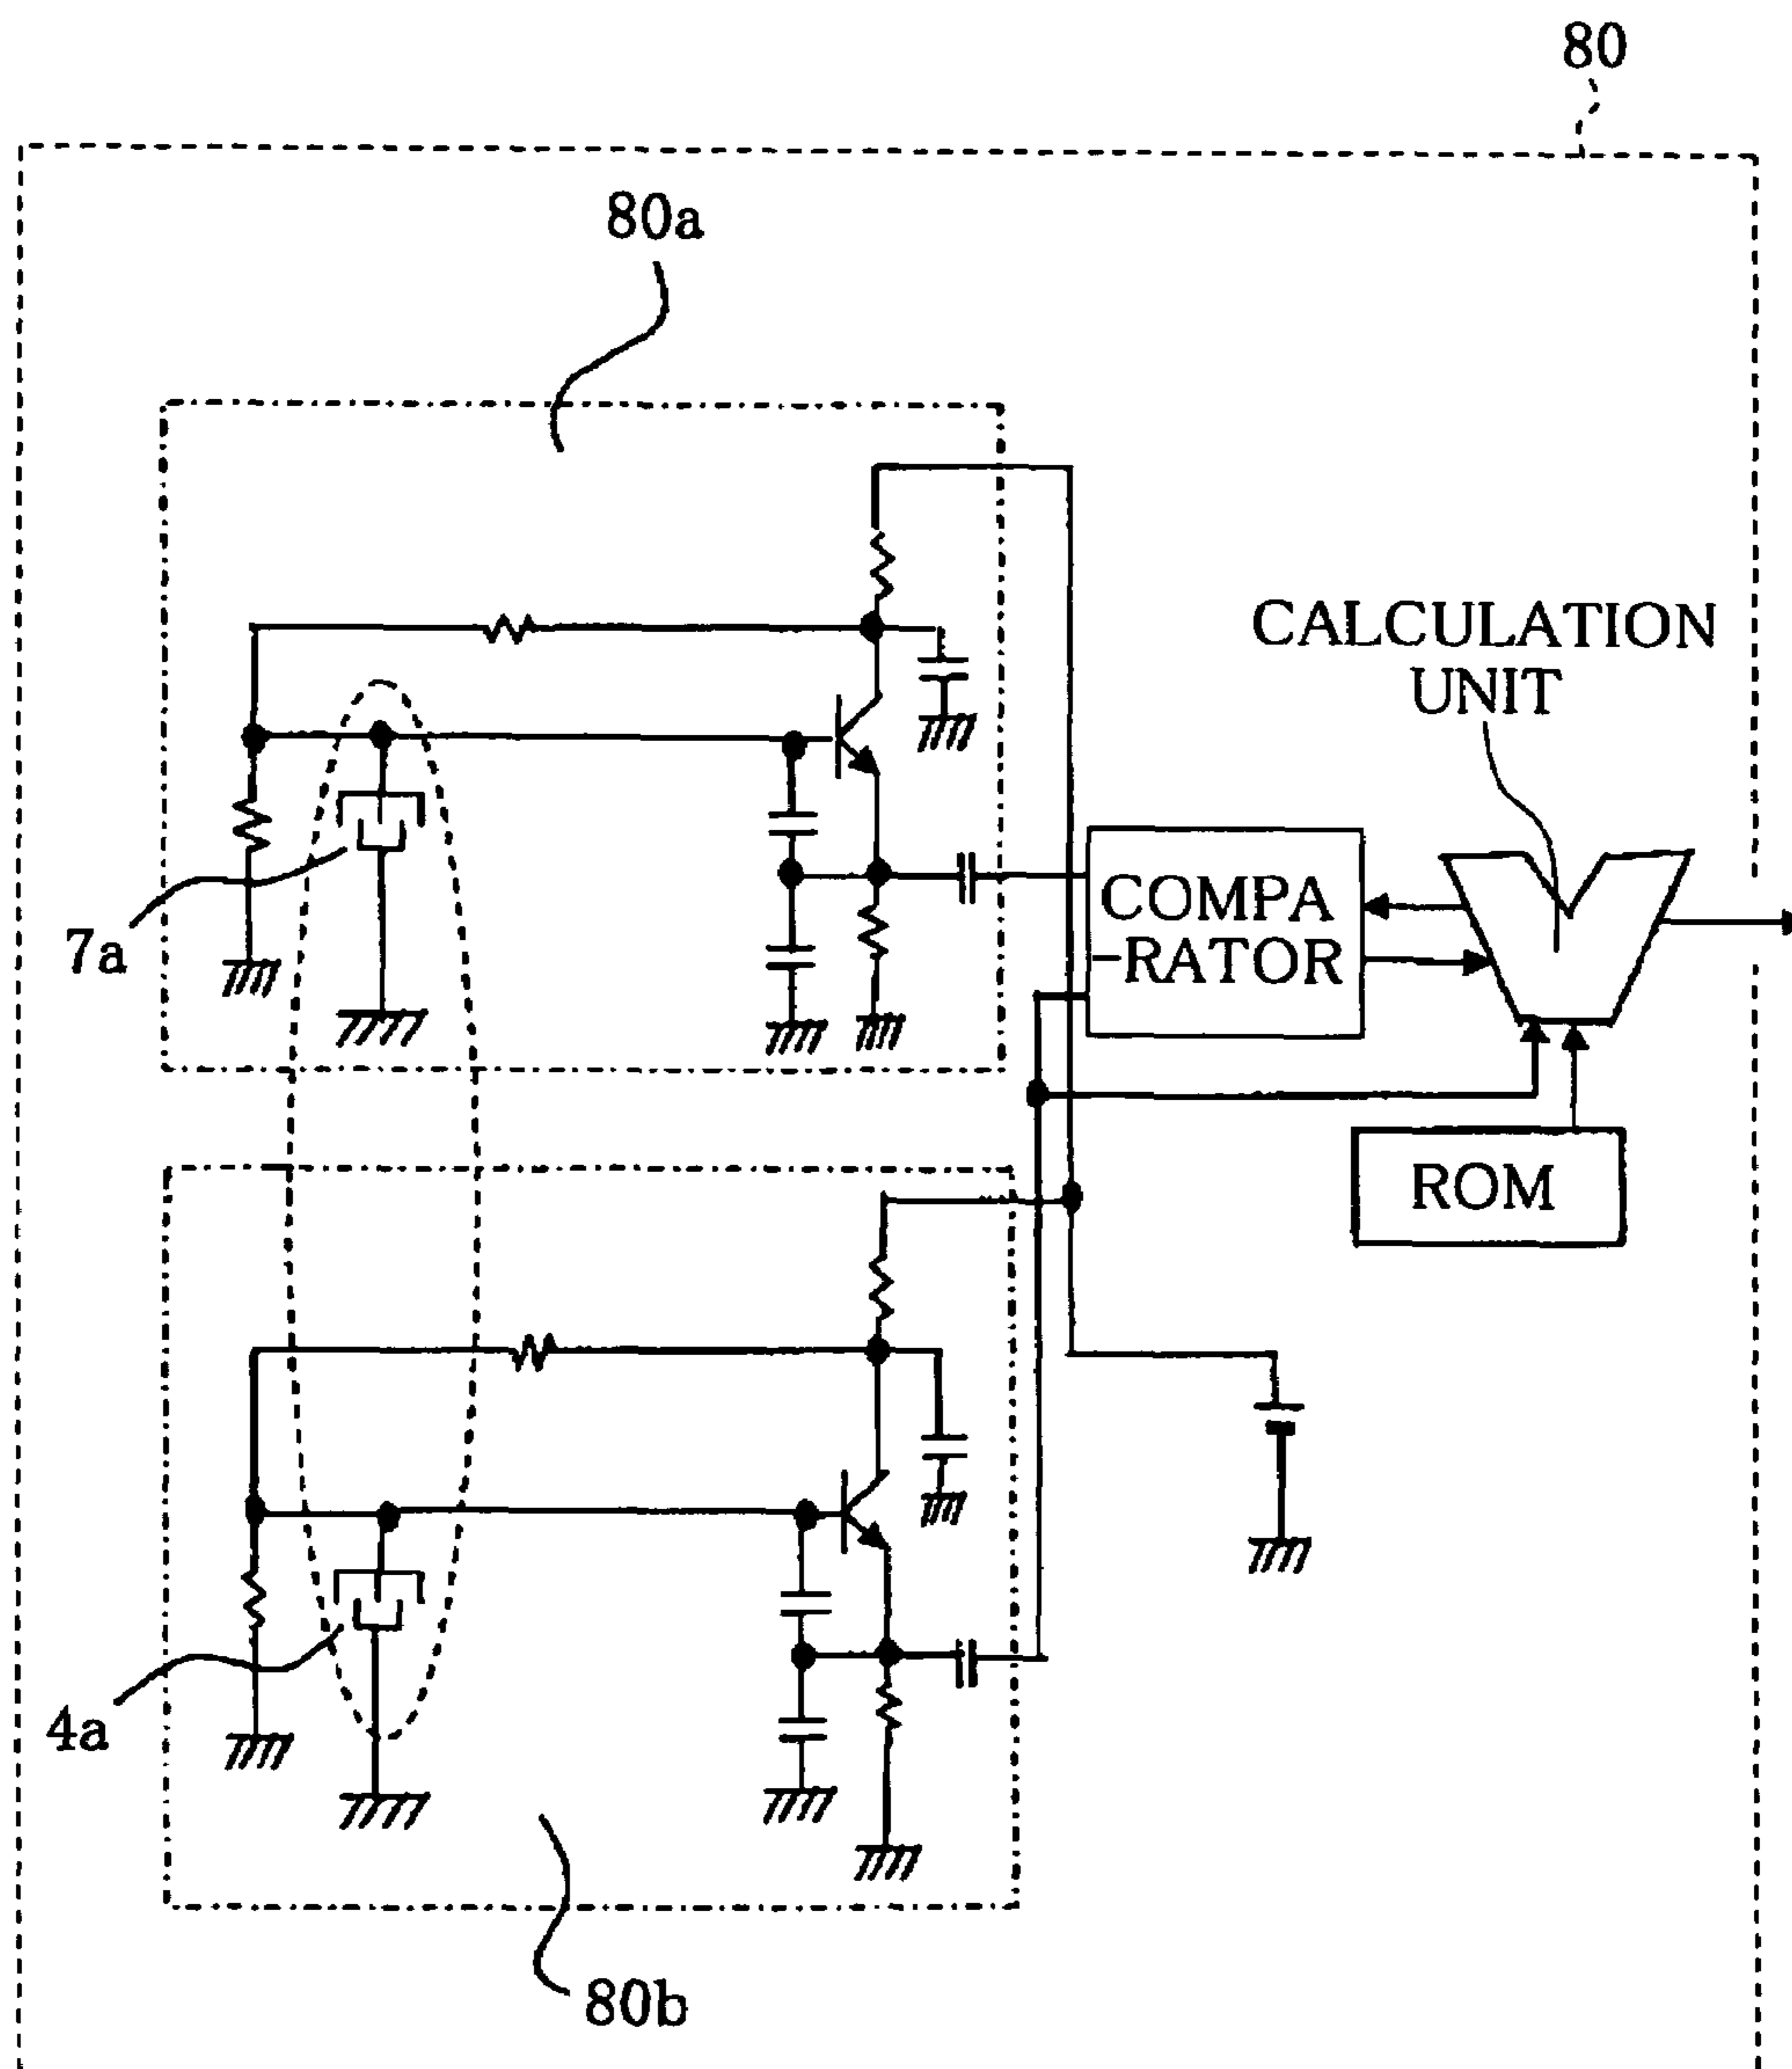 80
80a
CALCULATION
UNIT
COMPA
-RATOR
7a
ROM
4a
80b